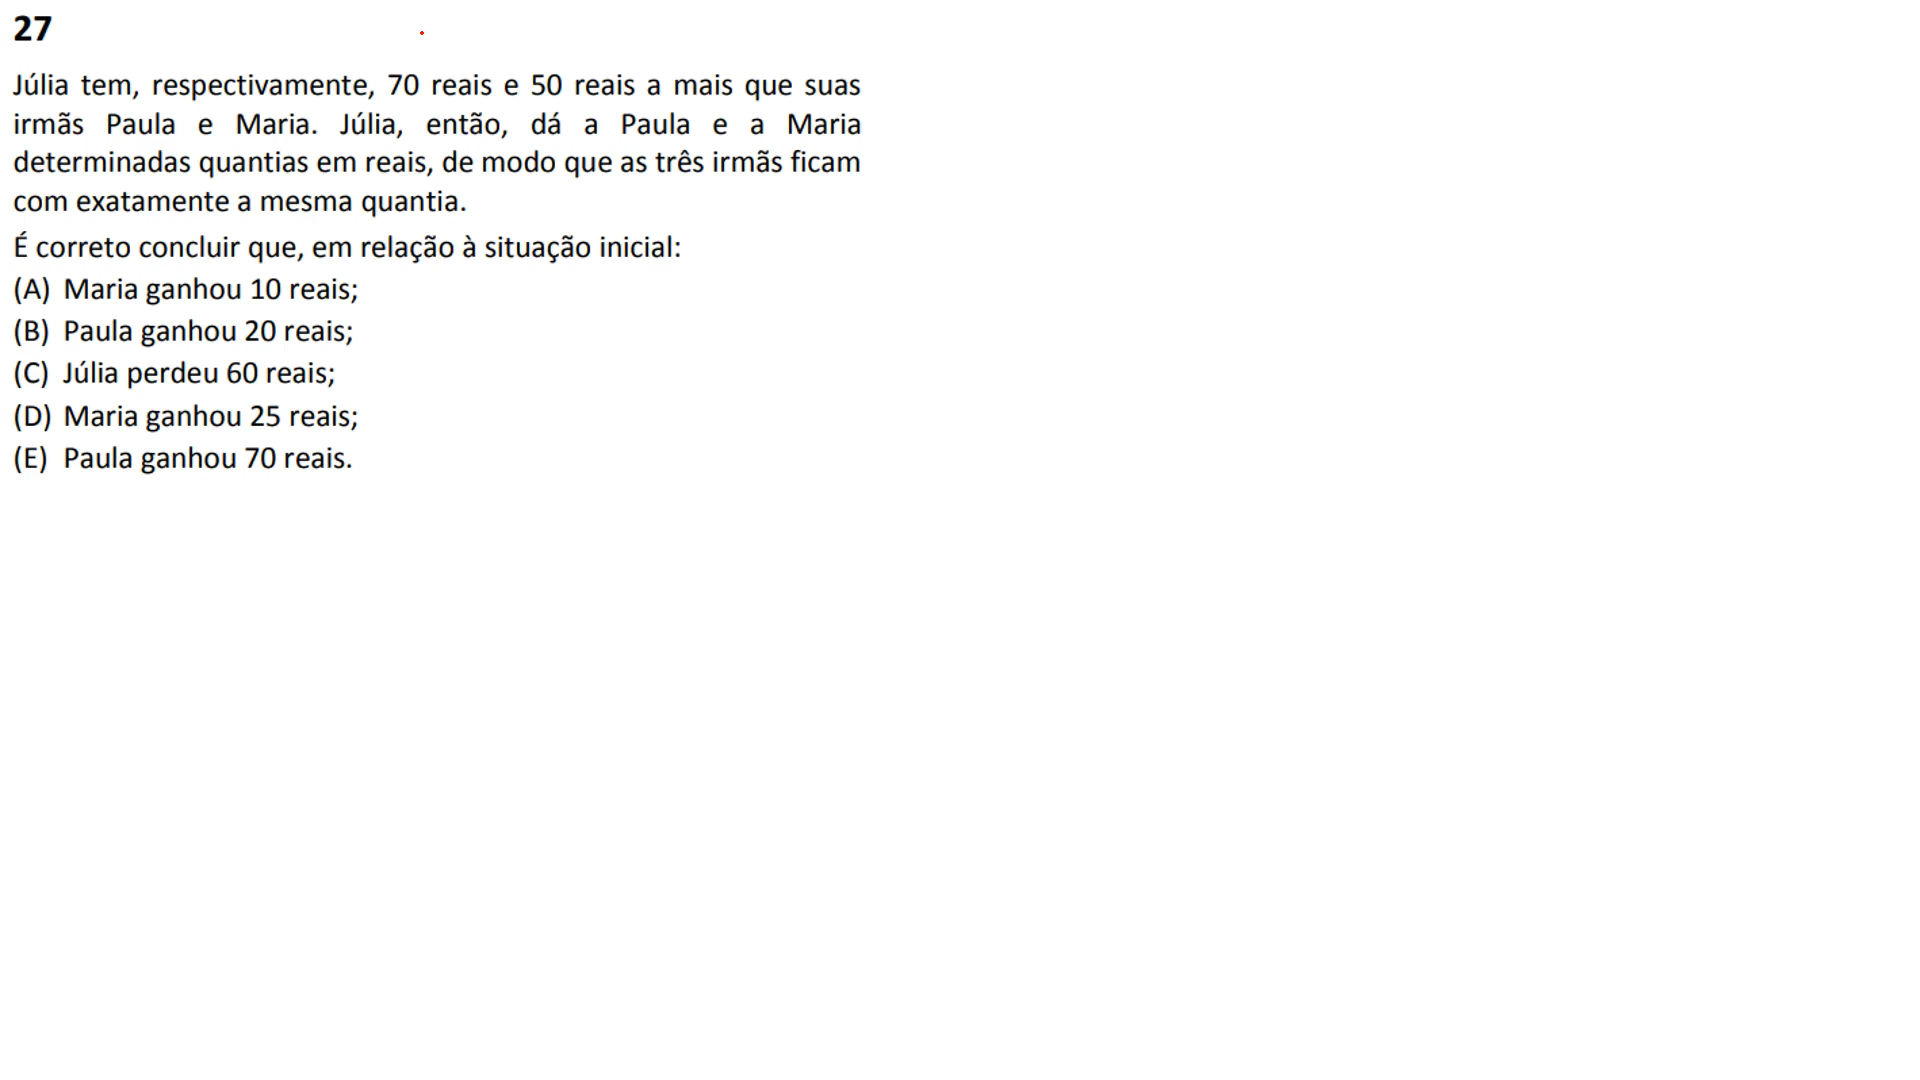 27
Júlia tem, respectivamente, 70 reais e 50 reais a mais que suas
irmãs Paula e Maria. Júlia, então, dá a Paula e a Maria
determinadas quantias em reais, de modo que as três irmãs ficam
com exatamente a mesma quantia.
É correto concluir que, em relação à situação inicial:
(A) Maria ganhou 10 reais;
(B) Paula ganhou 20 reais;
(C) Júlia perdeu 60 reais;
(D) Maria ganhou 25 reais;
(E) Paula ganhou 70 reais.